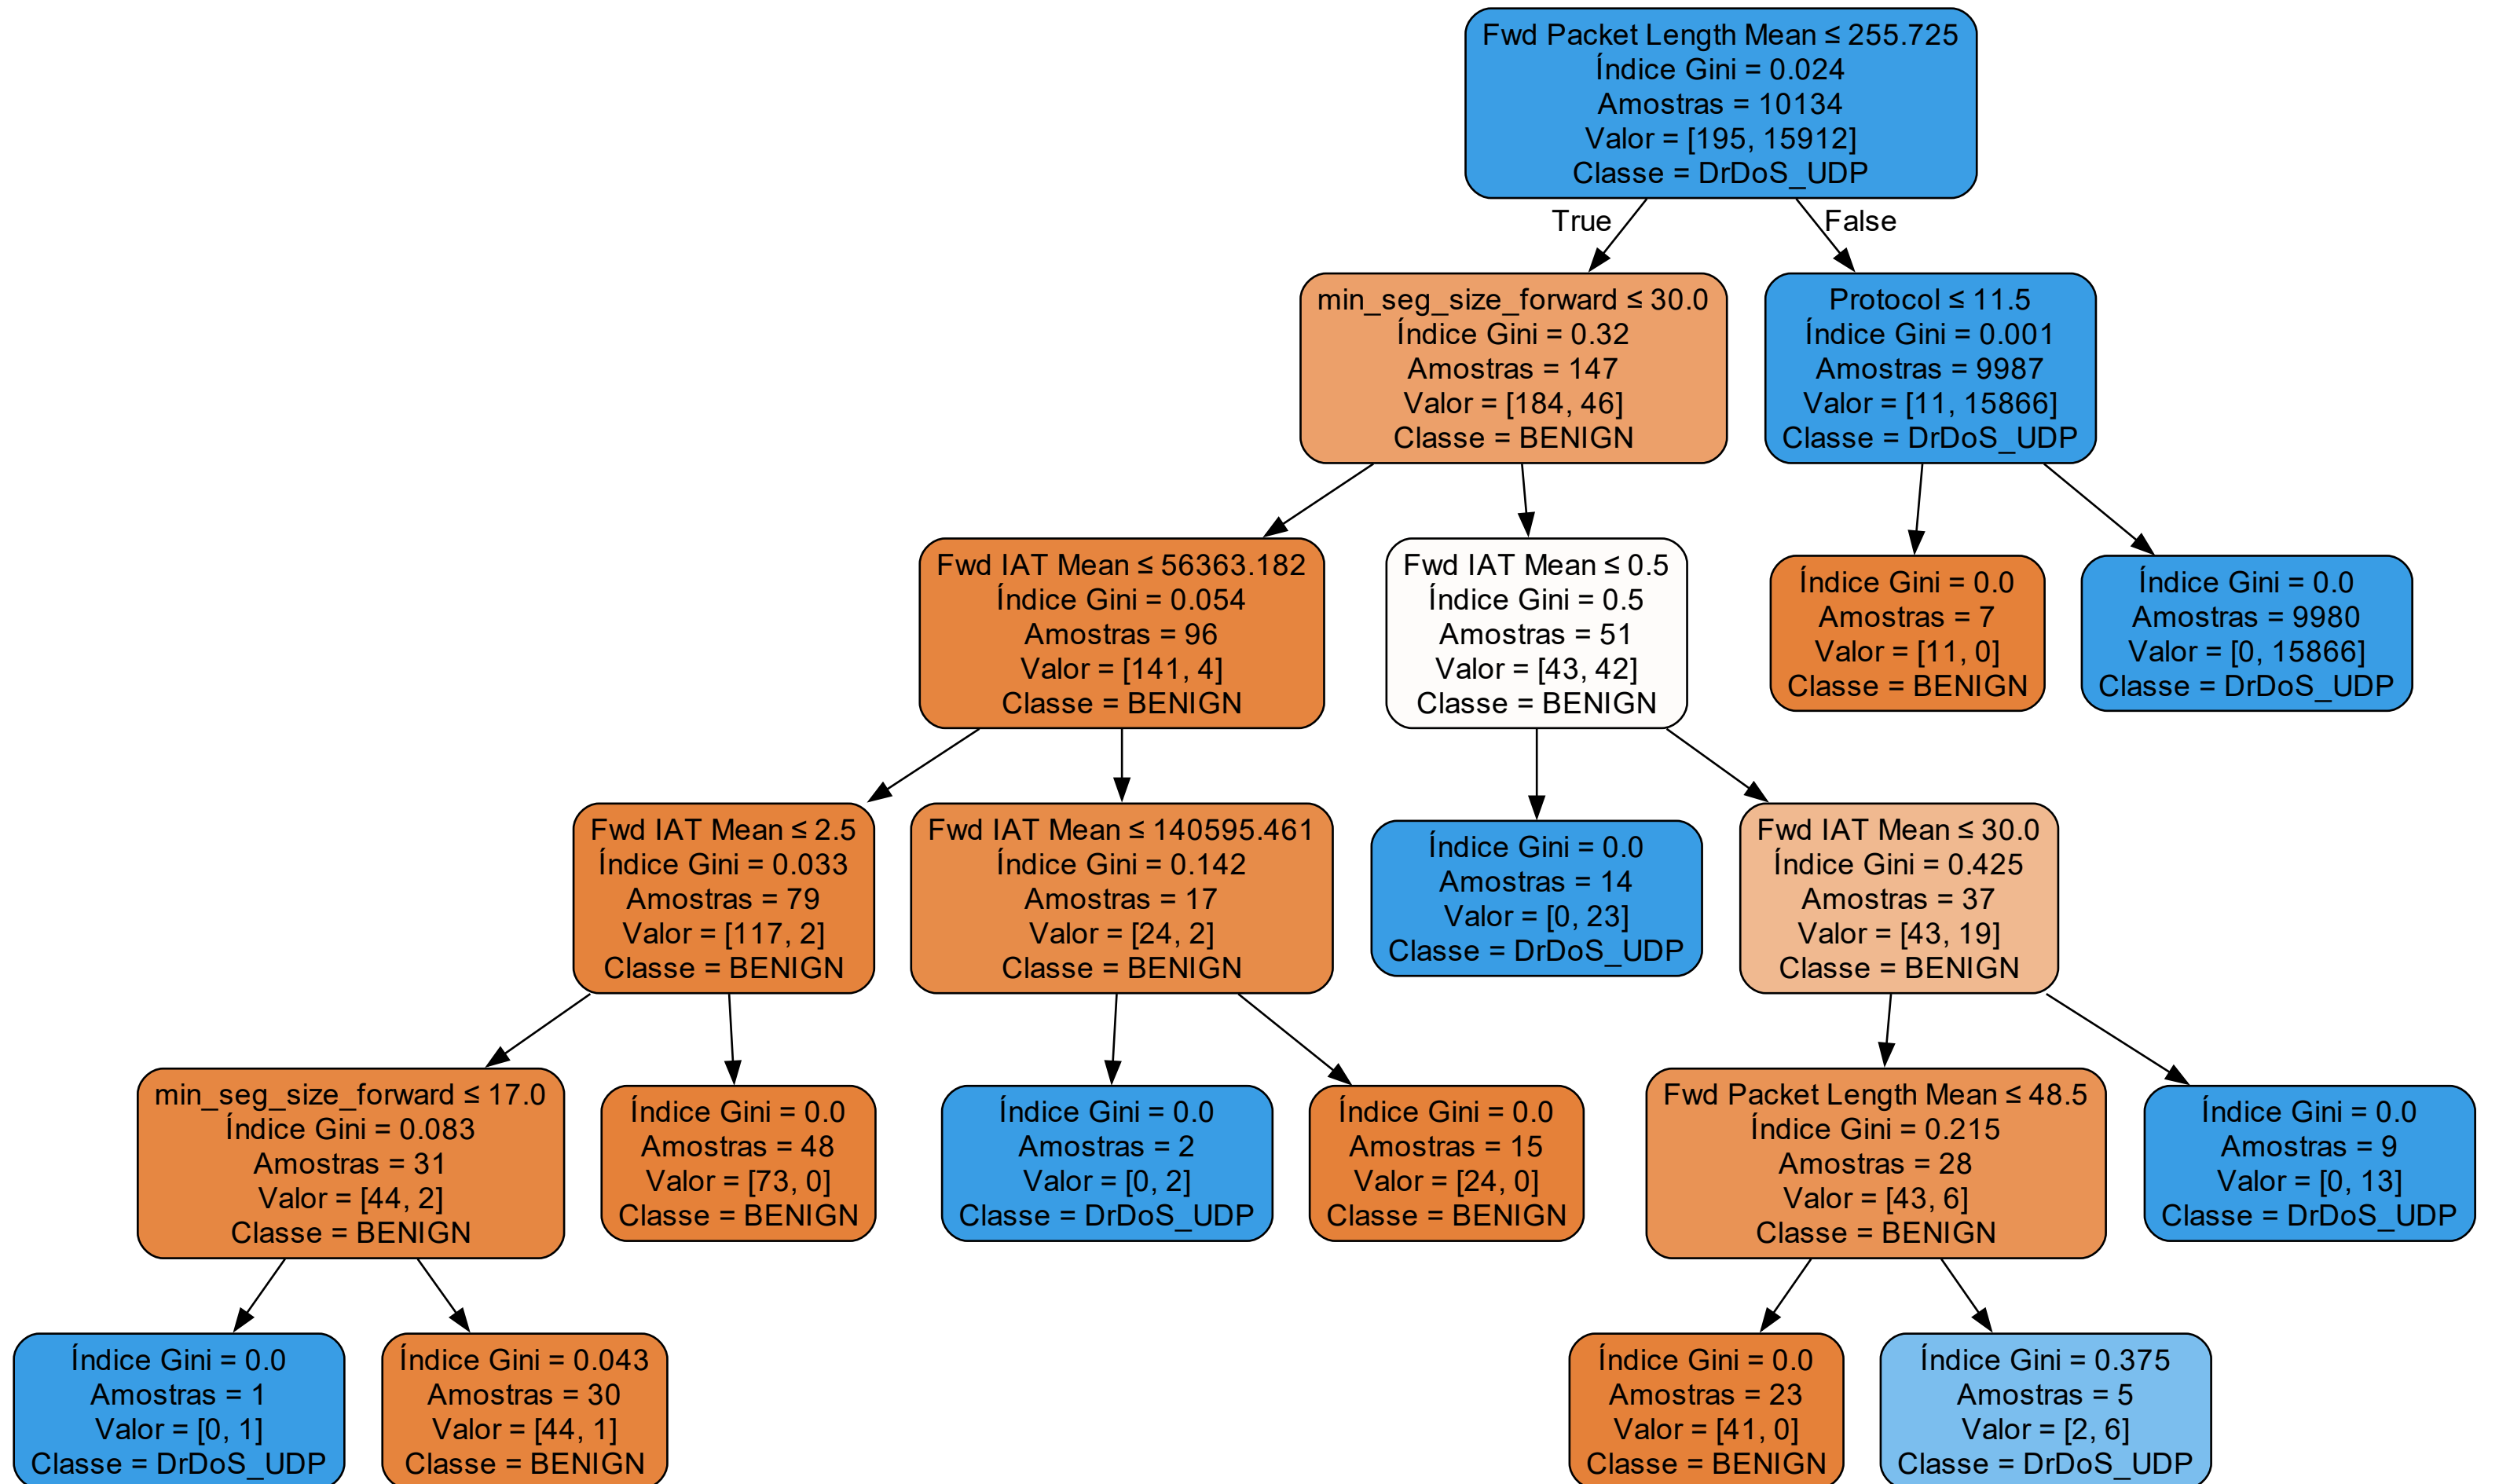 Fwd Packet Length Mean ≤ 255.725
Índice Gini = 0.024
Amostras = 10134
Valor = [195, 15912]
Classe = DrDoS_UDP
True
False
min_seg_size_forward ≤ 30.0
Índice Gini = 0.32
Amostras = 147
Valor = [184, 46]
Classe = BENIGN
Protocol ≤ 11.5
Índice Gini = 0.001
Amostras = 9987
Valor = [11, 15866]
Classe = DrDoS_UDP
Fwd IAT Mean ≤ 56363.182
Índice Gini = 0.054
Amostras = 96
Valor = [141, 4]
Classe = BENIGN
Fwd IAT Mean ≤ 0.5
Índice Gini = 0.5
Amostras = 51
Valor = [43, 42]
Classe = BENIGN
Índice Gini = 0.0
Amostras = 7
Valor = [11, 0]
Classe = BENIGN
Índice Gini = 0.0
Amostras = 9980
Valor = [0, 15866]
Classe = DrDoS_UDP
Fwd IAT Mean ≤ 2.5
Índice Gini = 0.033
Amostras = 79
Valor = [117, 2]
Classe = BENIGN
Fwd IAT Mean ≤ 140595.461
Índice Gini = 0.142
Amostras = 17
Valor = [24, 2]
Classe = BENIGN
Índice Gini = 0.0
Amostras = 14
Valor = [0, 23]
Classe = DrDoS_UDP
Fwd IAT Mean ≤ 30.0
Índice Gini = 0.425
Amostras = 37
Valor = [43, 19]
Classe = BENIGN
min_seg_size_forward ≤ 17.0
Índice Gini = 0.083
Amostras = 31
Valor = [44, 2]
Classe = BENIGN
Índice Gini = 0.0
Amostras = 48
Valor = [73, 0]
Classe = BENIGN
Índice Gini = 0.0
Amostras = 2
Valor = [0, 2]
Classe = DrDoS_UDP
Índice Gini = 0.0
Amostras = 15
Valor = [24, 0]
Classe = BENIGN
Fwd Packet Length Mean ≤ 48.5
Índice Gini = 0.215
Amostras = 28
Valor = [43, 6]
Classe = BENIGN
Índice Gini = 0.0
Amostras = 9
Valor = [0, 13]
Classe = DrDoS_UDP
Índice Gini = 0.0
Amostras = 1
Valor = [0, 1]
Classe = DrDoS_UDP
Índice Gini = 0.043
Amostras = 30
Valor = [44, 1]
Classe = BENIGN
Índice Gini = 0.0
Amostras = 23
Valor = [41, 0]
Classe = BENIGN
Índice Gini = 0.375
Amostras = 5
Valor = [2, 6]
Classe = DrDoS_UDP